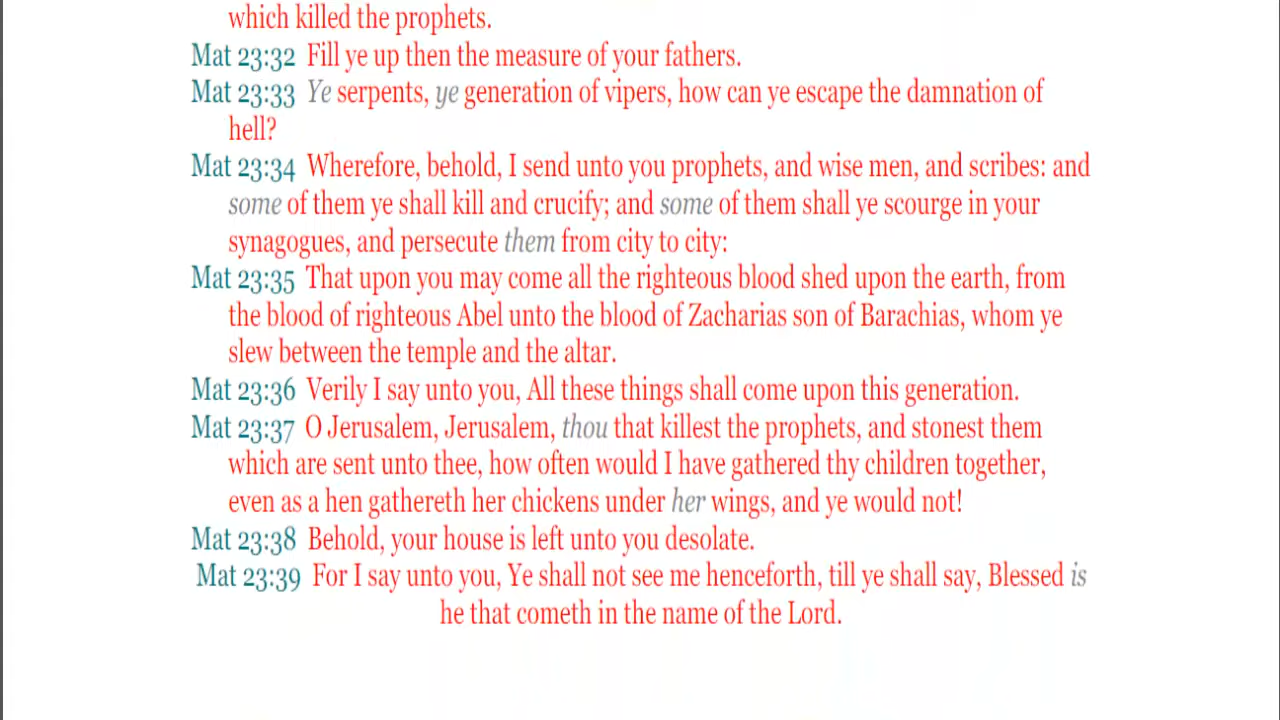 which killed the prophets.
Mat 23:32 Fill ye up then the measure of your fathers.
Mat 23:33 Ye serpents, ye generation of vipers, how can ye escape the damnation of
hell?
Mat 23:34 Wherefore, behold, I send unto you prophets, and wise men, and scribes: and
some of them ye shall kill and crucify; and some of them shall ye scourge in your
synagogues, and persecute them from city to city:
Mat 23:35 That upon you may come all the righteous blood shed upon the earth, from
the blood of righteous Abel unto the blood of Zacharias son of Barachias, whom ye
slew between the temple and the altar.
Mat 23:36 Verily I say unto you, All these things shall come upon this generation.
Mat 23:37 O Jerusalem, Jerusalem, thou that killest the prophets, and stonest them
which are sent unto thee, how often would I have gathered thy children together,
even as a hen gathereth her chickens under her wings, and ye would not!
Mat 23:38 Behold, your house is left unto you desolate.
Mat 23:39 For I say unto you, Ye shall not see me henceforth, till ye shall say, Blessed is
he that cometh in the name of the Lord.